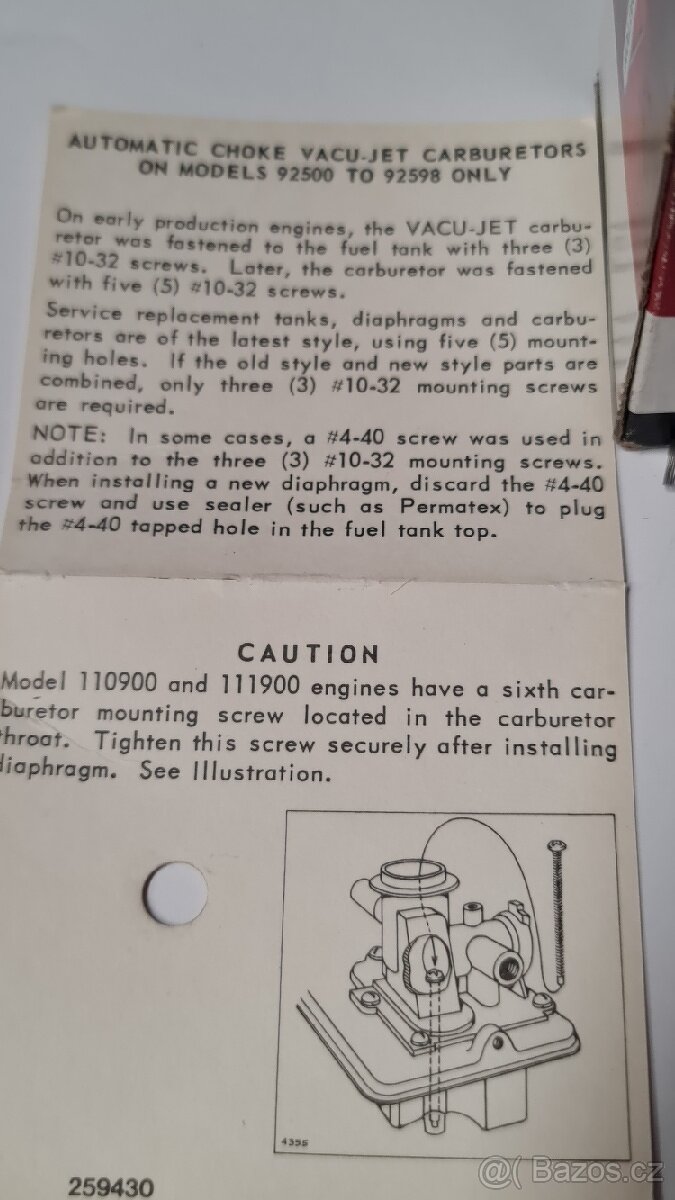 AUTOMATIC CHOKE VACU-JET CARBURETORS
ON MODELS 92500 TO 92598 ONLY
On early production engines, the VACU-JET carbu-
retor was fastened to the fuel tank with three (3)
#10-32 screws. Later, the carburetor was fastened
with five (5) #10-32 screws.
Service replacement tanks, diaphragms and carbu-
retors are of the latest style, using five (5) mount-
ing holes. If the old style and new style parts are
combined, only three (3) #10-32 mounting screws
are required.
NOTE: In some cases, a #4-40 screw was used in
addition to the three (3) #10-32 mounting screws.
When installing a new diaphragm, discard the #4-40
screw and use sealer (such as Permatex) to plug
the #4-40 tapped hole in the fuel tank top.
CAUTION
Model 110900 and 111900 engines have a sixth car-
buretor mounting screw located in the carburetor
throat. Tighten this screw securely after installing
diaphragm. See Illustration.
4395
259430
@( Bazos.cz